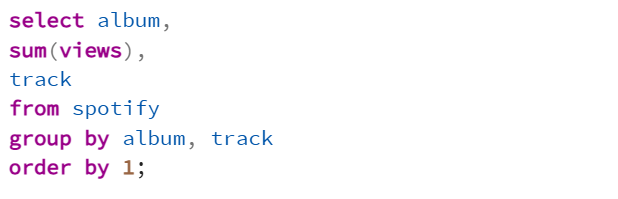 select album,
sum(views),
track
from spotify
group by album, track
order by 1;